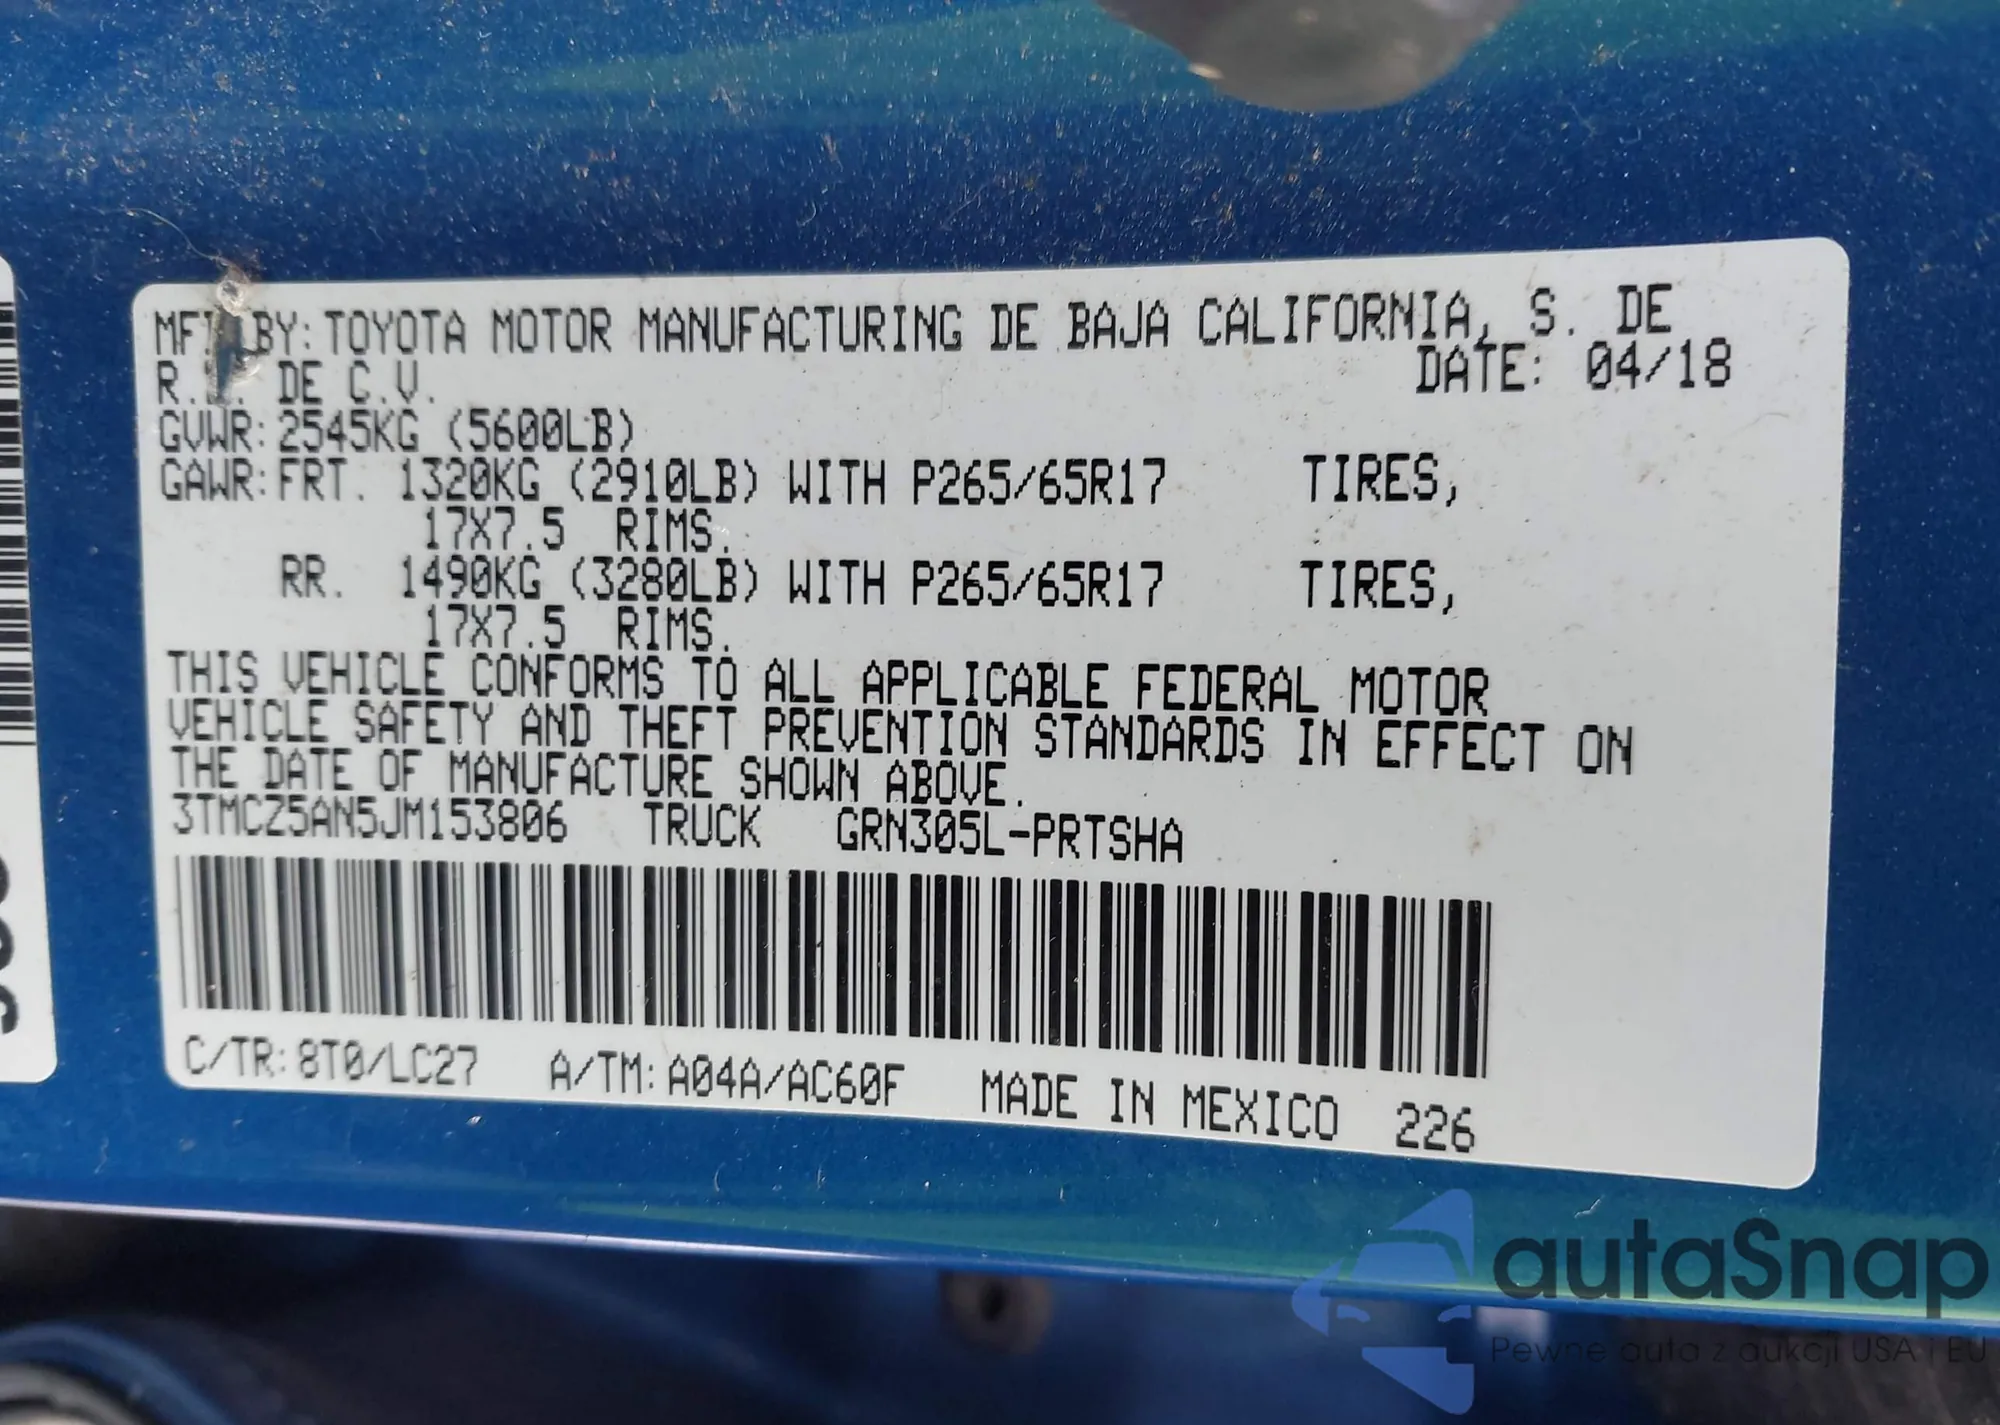 BY: TOYOTA MOTOR MANUFACTURING DE BAJA CALIFORNIA, S. DE
DE C.V. DATE: 04/18
GVWR: 2545KG (5600LB)
GAWR: FRT. 1320KG (2910LB) WITH P265/65R17 TIRES,
17X7.5 RIMS.
RR. 1490KG (3280LB) WITH P265/65R17 TIRES,
17X7.5 RIMS.
THIS VEHICLE CONFORMS TO ALL APPLICABLE FEDERAL MOTOR
VEHICLE SAFETY AND THEFT PREVENTION STANDARDS IN EFFECT ON
THE DATE OF MANUFACTURE SHOWN ABOVE.
3TMCZ5AN5JM153806 TRUCK GRN305L-PRTSHA
C/TR: 8T0/LC27 A/TM: A04A/AC60F MADE IN MEXICO 226
autaSnap
Pewne auta z aukcji USA i EU